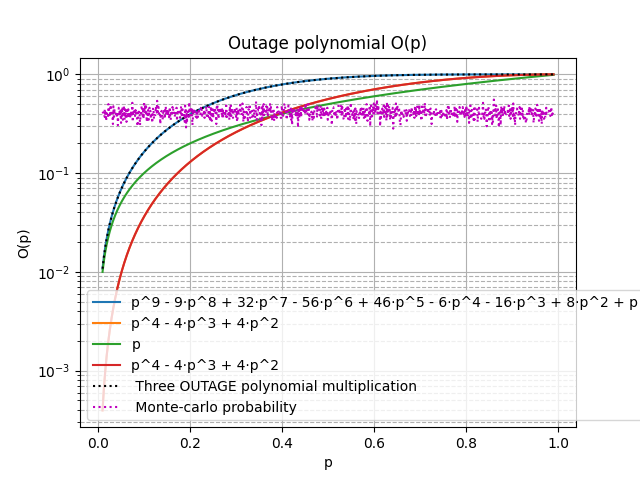 Outage polynomial O(p)
10^0
10^-1
10^-2
10^-3
O(p)
p^9 - 9·p^8 + 32·p^7 - 56·p^6 + 46·p^5 - 6·p^4 - 16·p^3 + 8·p^2 + p
p^4 - 4·p^3 + 4·p^2
p
p^4 - 4·p^3 + 4·p^2
Three OUTAGE polynomial multiplication
Monte-carlo probability
0.0 0.2 0.4 0.6 0.8 1.0
p